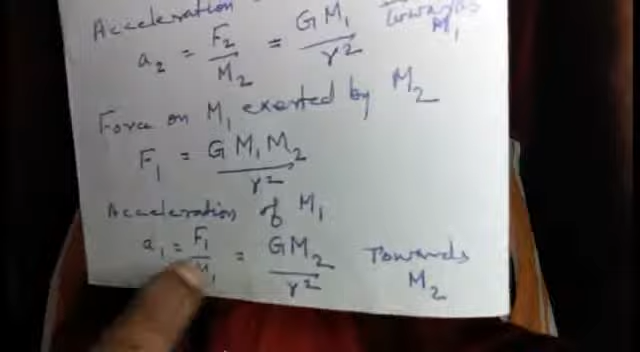 Acceleration
a₂ = F₂/M₂ = GM₁/r² towards M₁
Force on M₁ exerted by M₂
F₁ = G M₁M₂/r²
Acceleration of M₁
a₁ = F₁/M₁ = GM₂/r² Towards M₂